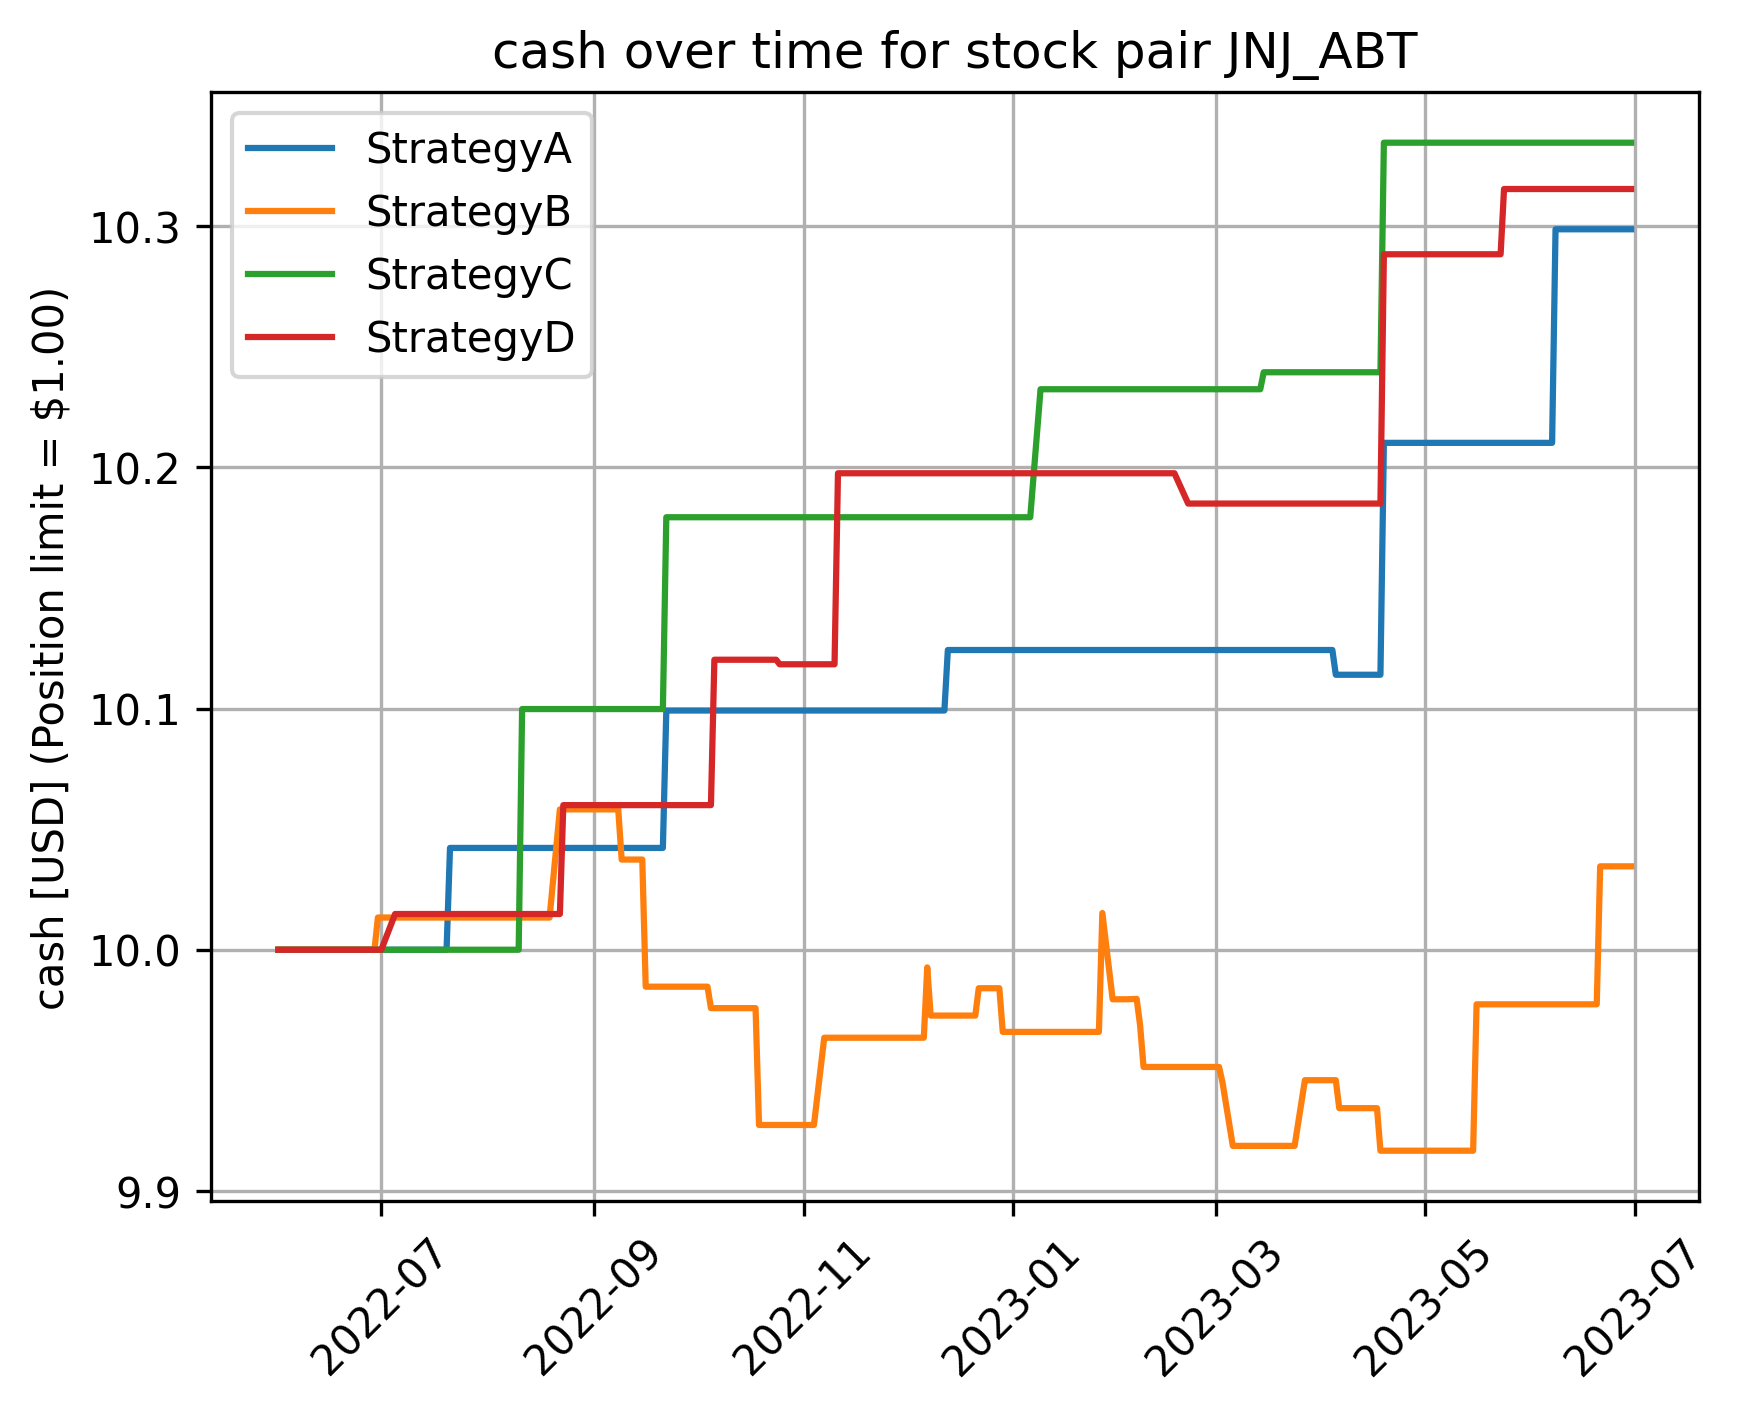 cash over time for stock pair JNJ_ABT
StrategyA
StrategyB
StrategyC
StrategyD
cash [USD] (Position limit = $1.00)
10.3
10.2
10.1
10.0
9.9
2022-07
2022-09
2022-11
2023-01
2023-03
2023-05
2023-07